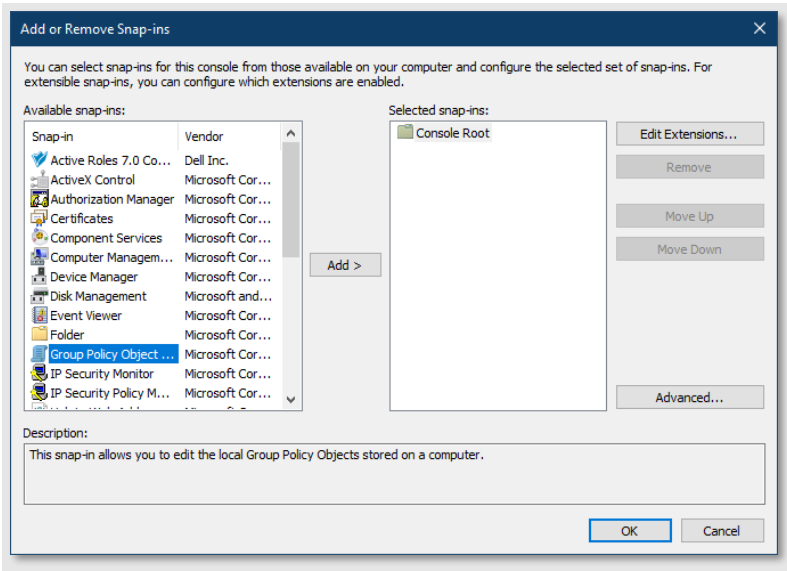 Add or Remove Snap-ins
You can select snap-ins for this console from those available on your computer and configure the selected set of snap-ins. For
extensible snap-ins, you can configure which extensions are enabled.
Available snap-ins:
Snap-in Vendor
Active Roles 7.0 Co... Dell Inc.
ActiveX Control Microsoft Cor...
Authorization Manager Microsoft Cor...
Certificates Microsoft Cor...
Component Services Microsoft Cor...
Computer Managem... Microsoft Cor...
Device Manager Microsoft Cor...
Disk Management Microsoft and...
Event Viewer Microsoft Cor...
Folder Microsoft Cor...
Group Policy Object ... Microsoft Cor...
IP Security Monitor Microsoft Cor...
IP Security Policy M... Microsoft Cor...
Add >
Selected snap-ins:
Console Root
Edit Extensions...
Remove
Move Up
Move Down
Advanced...
Description:
This snap-in allows you to edit the local Group Policy Objects stored on a computer.
OK
Cancel